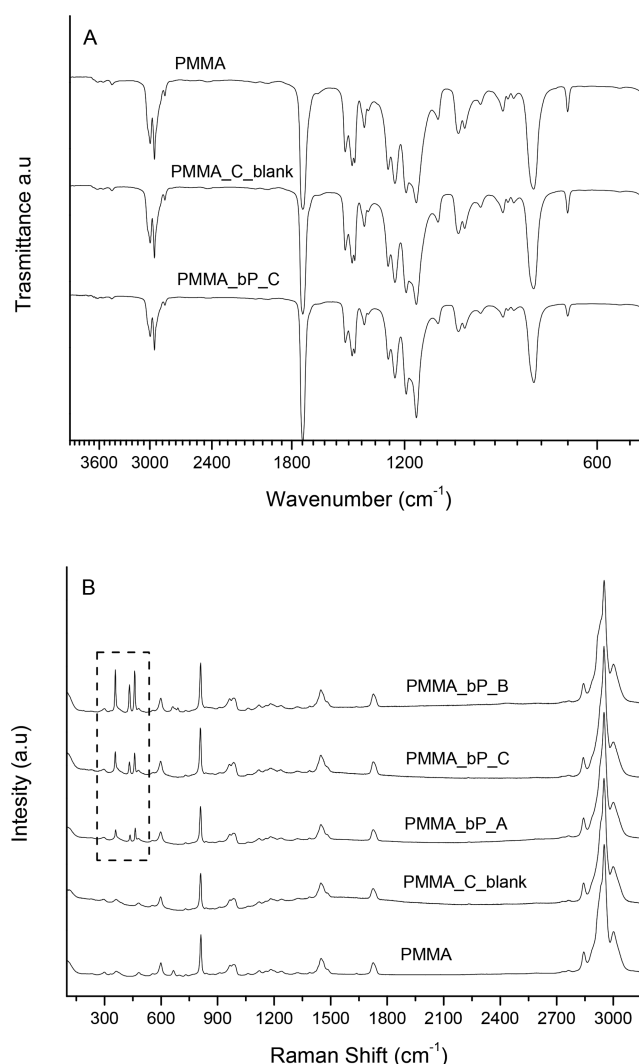 A
PMMA
PMMA_C_blank
PMMA_bP_C
Trasmittance a.u
3600 3000 2400 1800 1200 600
Wavenumber (cm-1)
B
PMMA_bP_B
PMMA_bP_C
PMMA_bP_A
PMMA_C_blank
PMMA
Intesity (a.u)
300 600 900 1200 1500 1800 2100 2400 2700 3000
Raman Shift (cm-1)